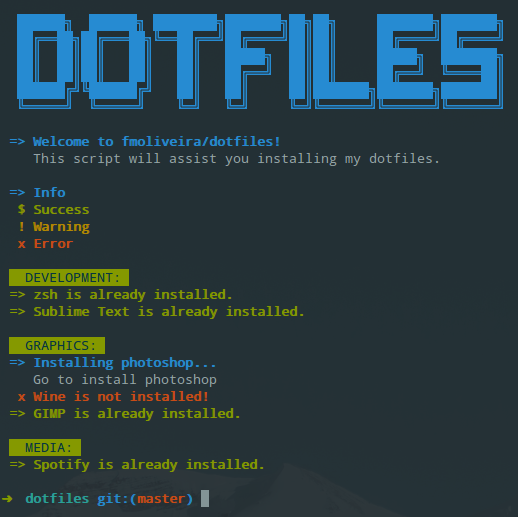 DOTFILES
=> Welcome to fmoliveira/dotfiles!
This script will assist you installing my dotfiles.
=> Info
$ Success
! Warning
x Error
DEVELOPMENT:
=> zsh is already installed.
=> Sublime Text is already installed.
GRAPHICS:
=> Installing photoshop...
Go to install photoshop
x Wine is not installed!
=> GIMP is already installed.
MEDIA:
=> Spotify is already installed.
➜ dotfiles git:(master)